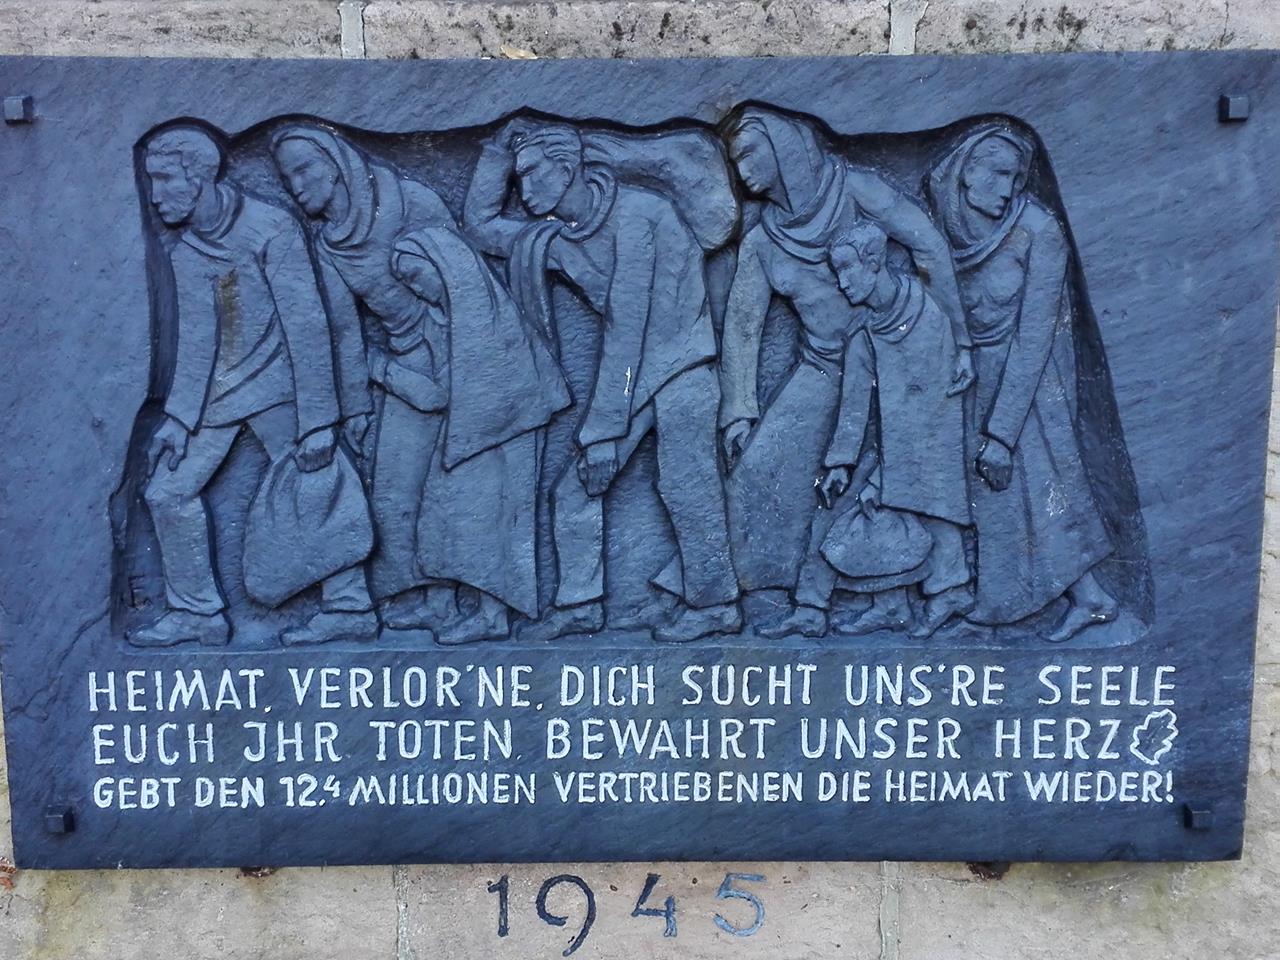 HEIMAT, VERLOR'NE, DICH SUCHT UNS'RE SEELE
EUCH JHR TOTEN, BEWAHRT UNSER HERZ
GEBT DEN 12.4 MILLIONEN VERTRIEBENEN DIE HEIMAT WIEDER!
1945